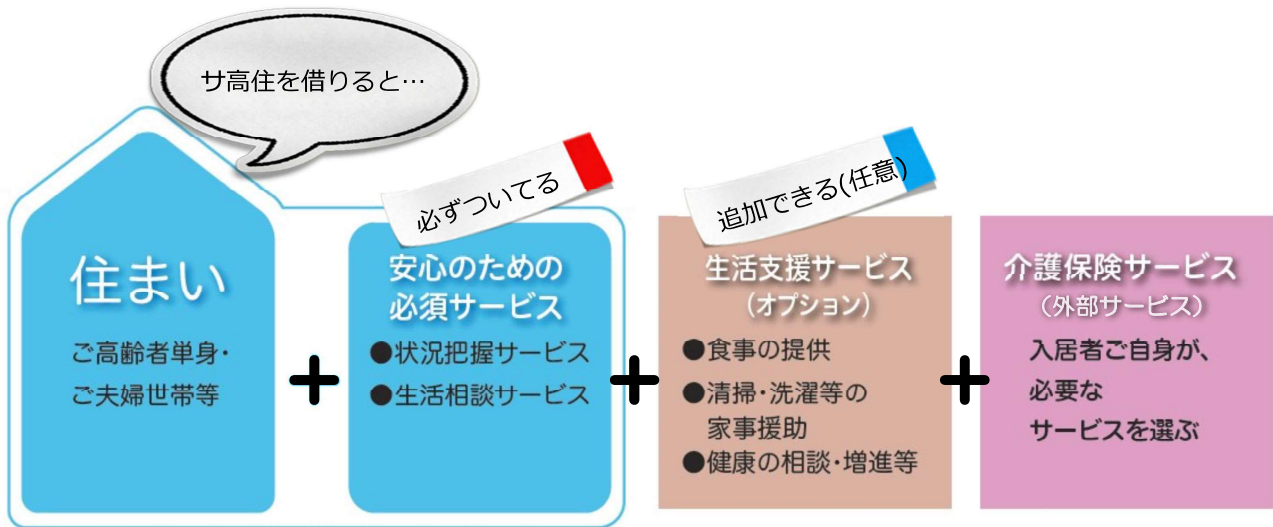 サ高住を借りると…
必ずついてる
追加できる(任意)
住まい
ご高齢者単身・
ご夫婦世帯等
+
安心のための
必須サービス
●状況把握サービス
●生活相談サービス
+
生活支援サービス
(オプション)
●食事の提供
●清掃・洗濯等の
家事援助
●健康の相談・増進等
+
介護保険サービス
(外部サービス)
入居者ご自身が、
必要な
サービスを選ぶ